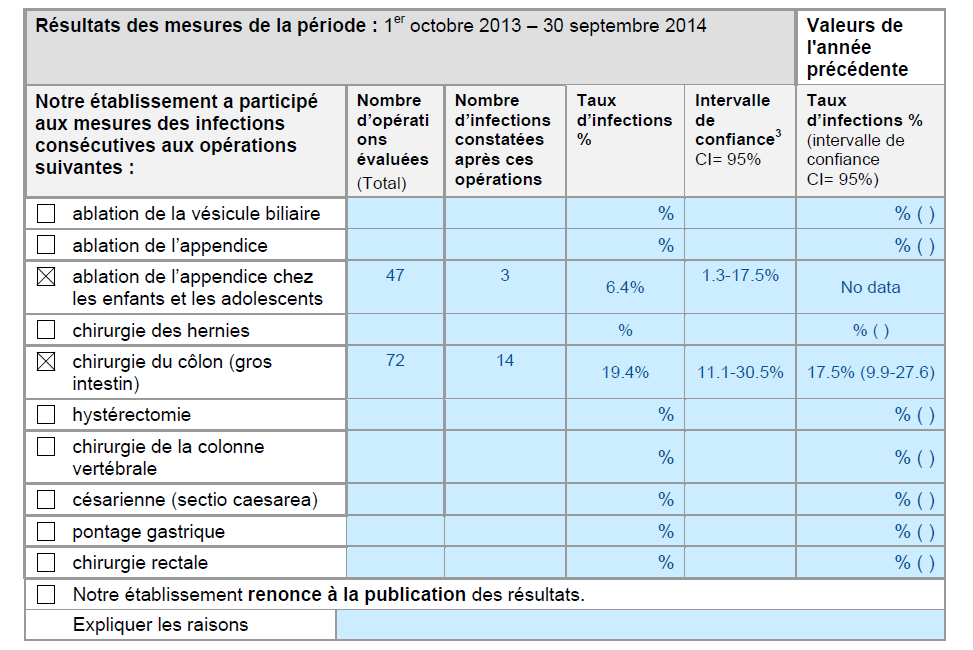 Résultats des mesures de la période : 1er octobre 2013 – 30 septembre 2014
Valeurs de
l'année
précédente
Notre établissement a participé
aux mesures des infections
consécutives aux opérations
suivantes :
Nombre
d’opérati
ons
évaluées
(Total)
Nombre
d’infections
constatées
après ces
opérations
Taux
d’infections
%
Intervalle
de
confiance3
CI= 95%
Taux
d’infections %
(intervalle de
confiance
CI= 95%)
ablation de la vésicule biliaire % % ( )
ablation de l’appendice % % ( )
ablation de l’appendice chez
les enfants et les adolescents
47 3 6.4% 1.3-17.5% No data
chirurgie des hernies % % ( )
chirurgie du côlon (gros
intestin)
72 14 19.4% 11.1-30.5% 17.5% (9.9-27.6)
hystérectomie % % ( )
chirurgie de la colonne
vertébrale
% % ( )
césarienne (sectio caesarea) % % ( )
pontage gastrique % % ( )
chirurgie rectale % % ( )
Notre établissement renonce à la publication des résultats.
Expliquer les raisons